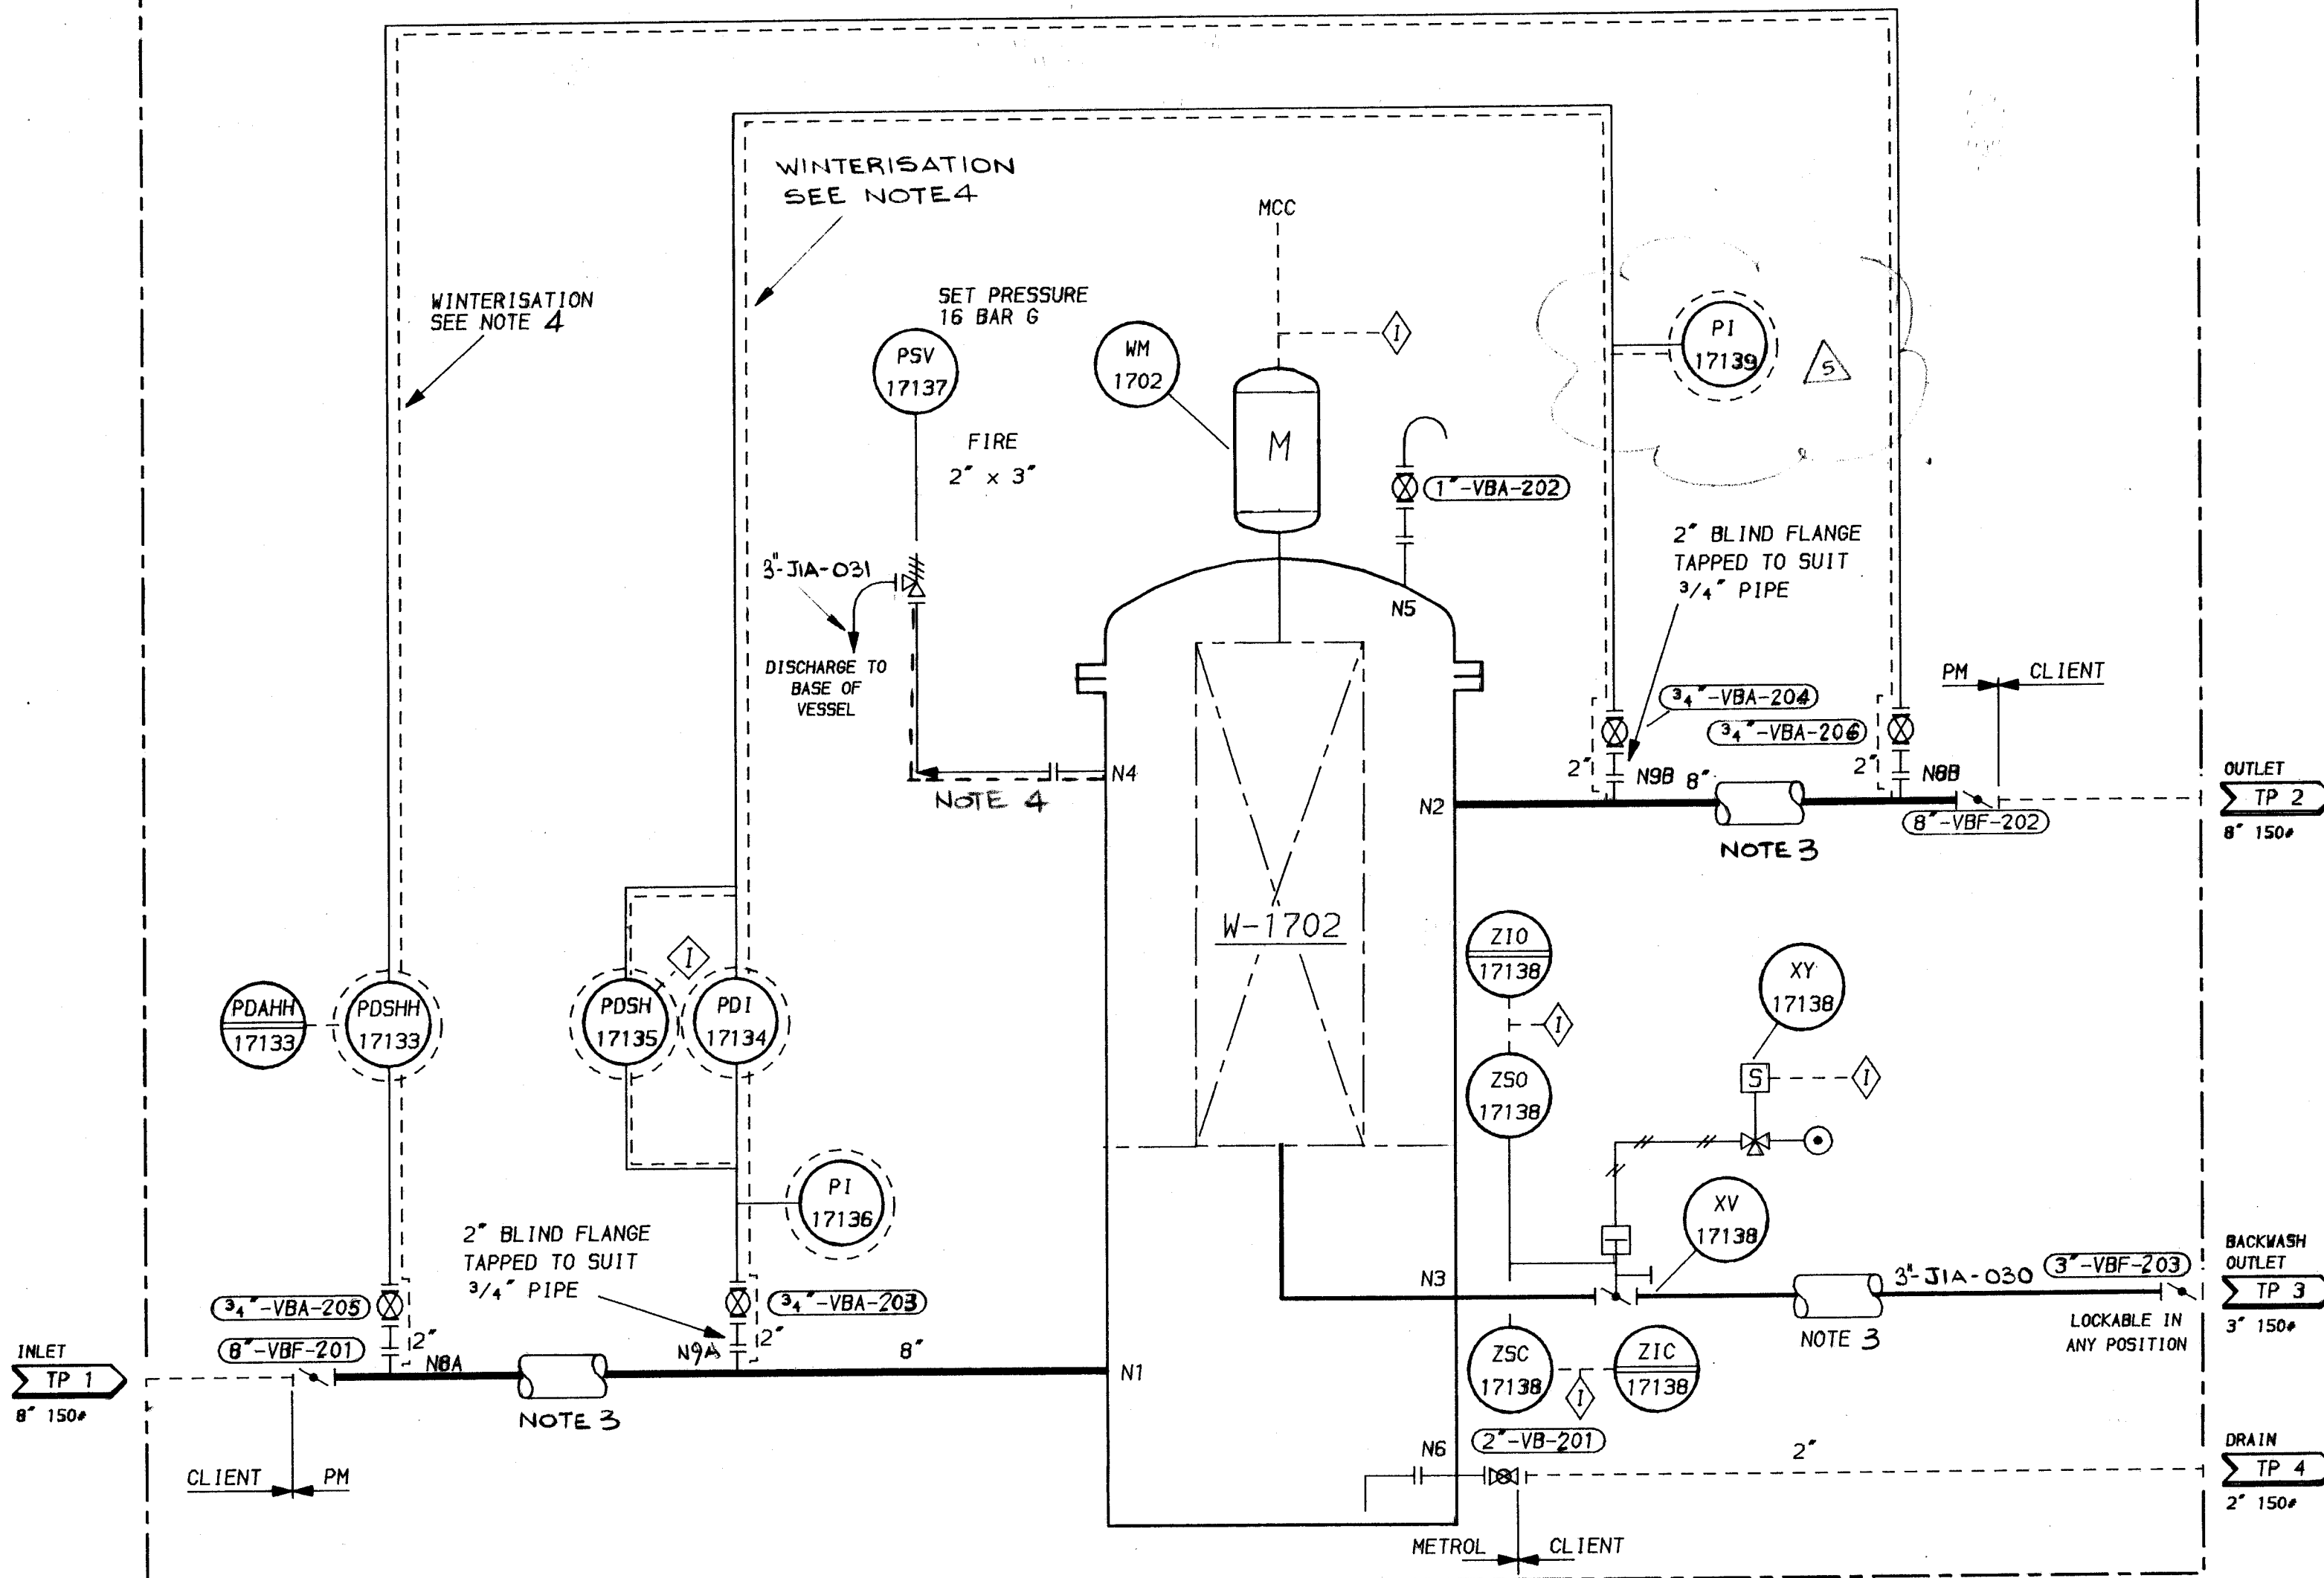 WINTERISATION
SEE NOTE 4
MCC
WINTERISATION
SEE NOTE 4
SET PRESSURE
16 BAR G
PSV
17137
WM
1702
I
PI
17139
5
FIRE
2" x 3"
M
1"-VBA-202
2" BLIND FLANGE
TAPPED TO SUIT
3/4" PIPE
3"-J1A-031
N5
DISCHARGE TO
BASE OF
VESSEL
PM
CLIENT
3/4"-VBA-204
3/4"-VBA-206
N4
NOTE 4
2"
N9B
8"
2"
N8B
N2
8"-VBF-202
NOTE 3
OUTLET
TP 2
8" 150#
W-1702
ZIO
17138
I
XY
17138
PDAHH
17133
PDSHH
17133
PDSH
17135
I
PDI
17134
ZSO
17138
S
I
PI
17136
XV
17138
2" BLIND FLANGE
TAPPED TO SUIT
3/4" PIPE
N3
3"-J1A-030
3"-VBF-203
BACKWASH
OUTLET
TP 3
3" 150#
LOCKABLE IN
ANY POSITION
NOTE 3
3/4"-VBA-205
3/4"-VBA-203
8"-VBF-201
2"
N9A
2"
8"
INLET
TP 1
8" 150#
N8A
NOTE 3
N1
ZSC
17138
I
ZIC
17138
CLIENT
PM
N6
2"-VB-201
2"
DRAIN
TP 4
2" 150#
METROL
CLIENT